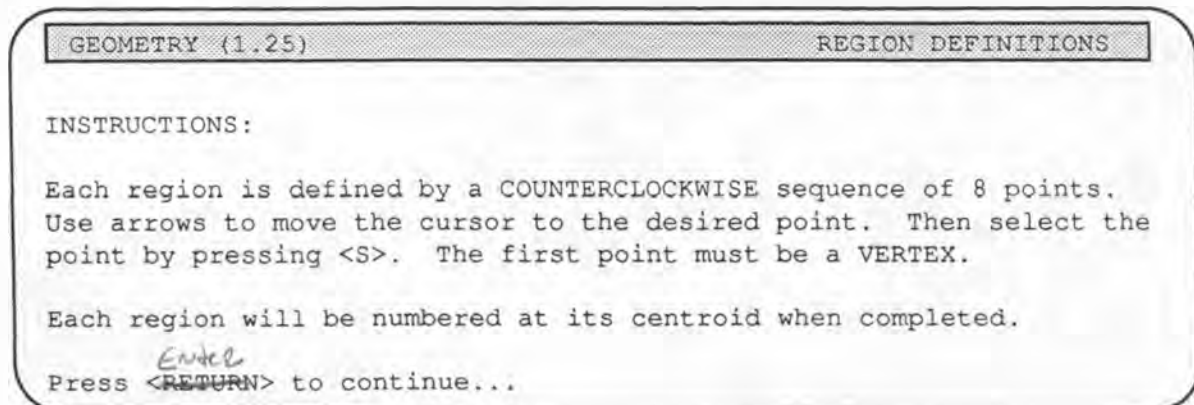 GEOMETRY (1.25) REGION DEFINITIONS
INSTRUCTIONS:
Each region is defined by a COUNTERCLOCKWISE sequence of 8 points.
Use arrows to move the cursor to the desired point. Then select the
point by pressing <S>. The first point must be a VERTEX.
Each region will be numbered at its centroid when completed.
Enter
Press <RETURN> to continue...